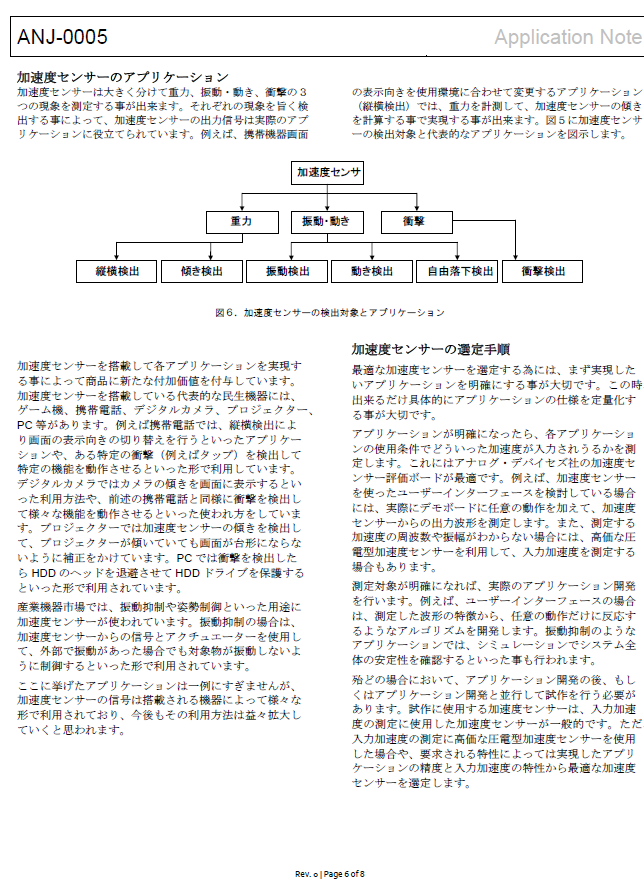 ANJ-0005
Application Note
加速度センサーのアプリケーション
加速度センサーは大きく分けて重力、振動・動き、衝撃の３
つの現象を測定する事が出来ます。それぞれの現象を旨く検
出する事によって、加速度センサーの出力信号は実際のアプ
リケーションに役立てられています。例えば、携帯機器画面
の表示向きを使用環境に合わせて変更するアプリケーション
（縦横検出）では、重力を計測して、加速度センサーの傾き
を計算する事で実現する事が出来ます。図５に加速度センサ
ーの検出対象と代表的なアプリケーションを図示します。
加速度センサ
重力
振動・動き
衝撃
縦横検出
傾き検出
振動検出
動き検出
自由落下検出
衝撃検出
図６．加速度センサーの検出対象とアプリケーション
加速度センサーを搭載して各アプリケーションを実現す
る事によって商品に新たな付加価値を付与しています。
加速度センサーを搭載している代表的な民生機器には、
ゲーム機、携帯電話、デジタルカメラ、プロジェクター、
PC 等があります。例えば携帯電話では、縦横検出によ
り画面の表示向きの切り替えを行うといったアプリケー
ションや、ある特定の衝撃（例えばタップ）を検出して
特定の機能を動作させるといった形で利用しています。
デジタルカメラではカメラの傾きを画面に表示するとい
った利用方法や、前述の携帯電話と同様に衝撃を検出し
て様々な機能を動作させるといった使われ方をしていま
す。プロジェクターでは加速度センサーの傾きを検出し
て、プロジェクターが傾いていても画面が台形にならな
いように補正をかけています。PC では衝撃を検出した
ら HDD のヘッドを退避させて HDD ドライブを保護する
といった形で利用されています。
産業機器市場では、振動抑制や姿勢制御といった用途に
加速度センサーが使われています。振動抑制の場合は、
加速度センサーからの信号とアクチュエーターを使用し
て、外部で振動があった場合でも対象物が振動しないよ
うに制御するといった形で利用されています。
ここに挙げたアプリケーションは一例にすぎませんが、
加速度センサーの信号は搭載される機器によって様々な
形で利用されており、今後もその利用方法は益々拡大し
ていくと思われます。
加速度センサーの選定手順
最適な加速度センサーを選定する為には、まず実現した
いアプリケーションを明確にする事が大切です。この時
出来るだけ具体的にアプリケーションの仕様を定量化す
る事が大切です。
アプリケーションが明確になったら、各アプリケーショ
ンの使用条件でどういった加速度が入力されうるかを測
定します。これにはアナログ・デバイセズ社の加速度セ
ンサー評価ボードが最適です。例えば、加速度センサー
を使ったユーザーインターフェースを検討している場合
には、実際にデモボードに任意の動作を加えて、加速度
センサーからの出力波形を測定します。また、測定する
加速度の周波数や振幅がわからない場合には、高価な圧
電型加速度センサーを利用して、入力加速度を測定する
場合もあります。
測定対象が明確になれば、実際のアプリケーション開発
を行います。例えば、ユーザーインターフェースの場合
は、測定した波形の特徴から、任意の動作だけに反応す
るようなアルゴリズムを開発します。振動抑制のような
アプリケーションでは、シミュレーションでシステム全
体の安定性を確認するといった事も行われます。
殆どの場合において、アプリケーション開発の後、もし
くはアプリケーション開発と並行して試作を行う必要が
あります。試作に使用する加速度センサーは、入力加速
度の測定に使用した加速度センサーが一般的です。ただ
入力加速度の測定に高価な圧電型加速度センサーを使用
した場合や、要求される特性によっては実現したアプリ
ケーションの精度と入力加速度の特性から最適な加速度
センサーを選定します。
Rev. 0 | Page 6 of 8